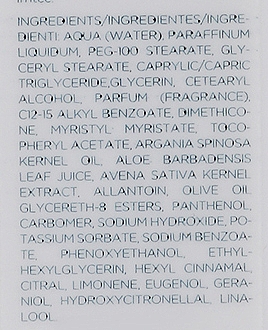 INGREDIENTS/INGREDIENTES/INGRE-
DIENTI: AQUA (WATER), PARAFFINUM
LIQUIDUM, PEG-100 STEARATE, GLY-
CERYL STEARATE, CAPRYLIC/CAPRIC
TRIGLYCERIDE,GLYCERIN, CETEARYL
ALCOHOL, PARFUM (FRAGRANCE),
C12-15 ALKYL BENZOATE, DIMETHICO-
NE, MYRISTYL MYRISTATE, TOCO-
PHERYL ACETATE, ARGANIA SPINOSA
KERNEL OIL, ALOE BARBADENSIS
LEAF JUICE, AVENA SATIVA KERNEL
EXTRACT, ALLANTOIN, OLIVE OIL
GLYCERETH-8 ESTERS, PANTHENOL,
CARBOMER, SODIUM HYDROXIDE, PO-
TASSIUM SORBATE, SODIUM BENZOA-
TE, PHENOXYETHANOL, ETHYL-
HEXYLGLYCERIN, HEXYL CINNAMAL,
CITRAL, LIMONENE, EUGENOL, GERA-
NIOL, HYDROXYCITRONELLAL, LINA-
LOOL.